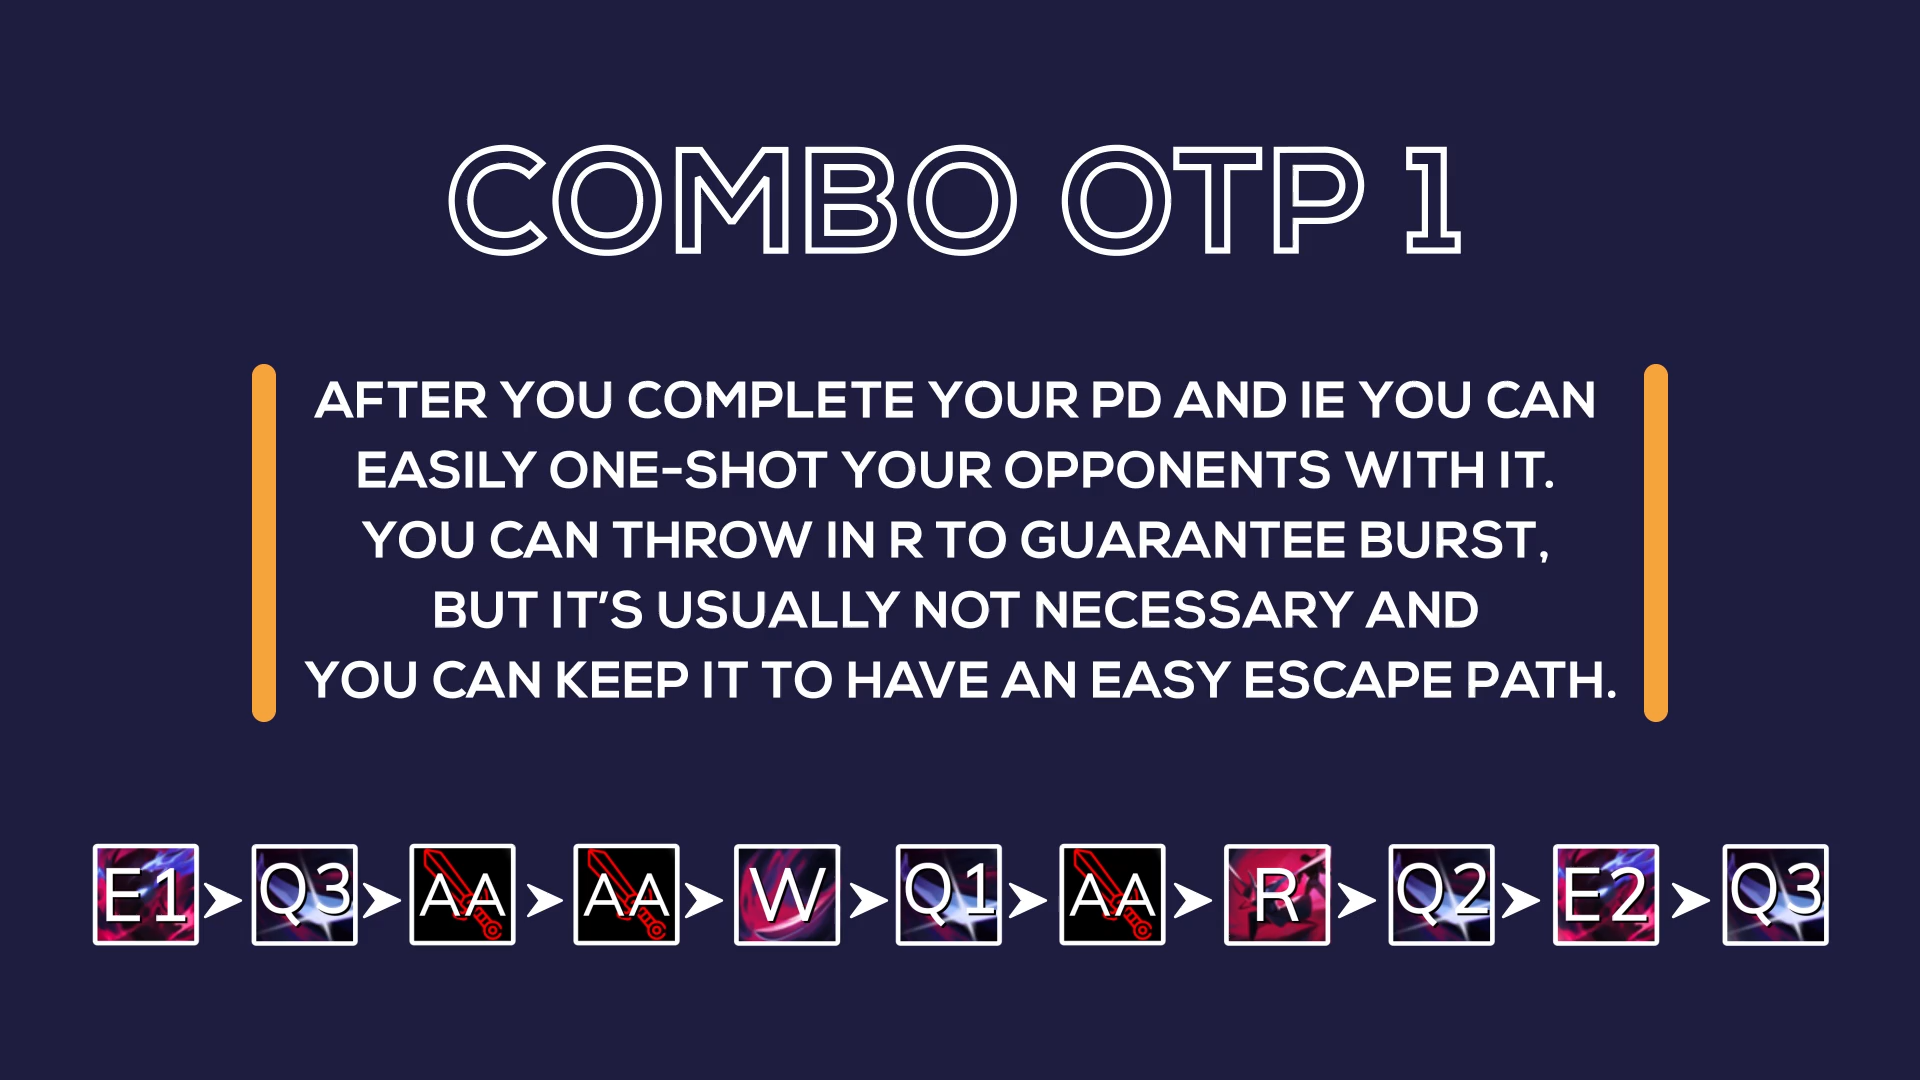 COMBO OTP 1
AFTER YOU COMPLETE YOUR PD AND IE YOU CAN
EASILY ONE-SHOT YOUR OPPONENTS WITH IT.
YOU CAN THROW IN R TO GUARANTEE BURST,
BUT IT’S USUALLY NOT NECESSARY AND
YOU CAN KEEP IT TO HAVE AN EASY ESCAPE PATH.
E1 Q3 AA AA W Q1 AA R Q2 E2 Q3